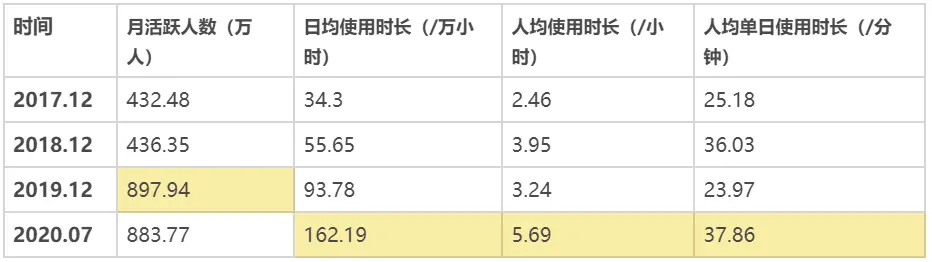 时间 月活跃人数（万人） 日均使用时长（/万小时） 人均使用时长（/小时） 人均单日使用时长（/分钟）
2017.12 432.48 34.3 2.46 25.18
2018.12 436.35 55.65 3.95 36.03
2019.12 897.94 93.78 3.24 23.97
2020.07 883.77 162.19 5.69 37.86